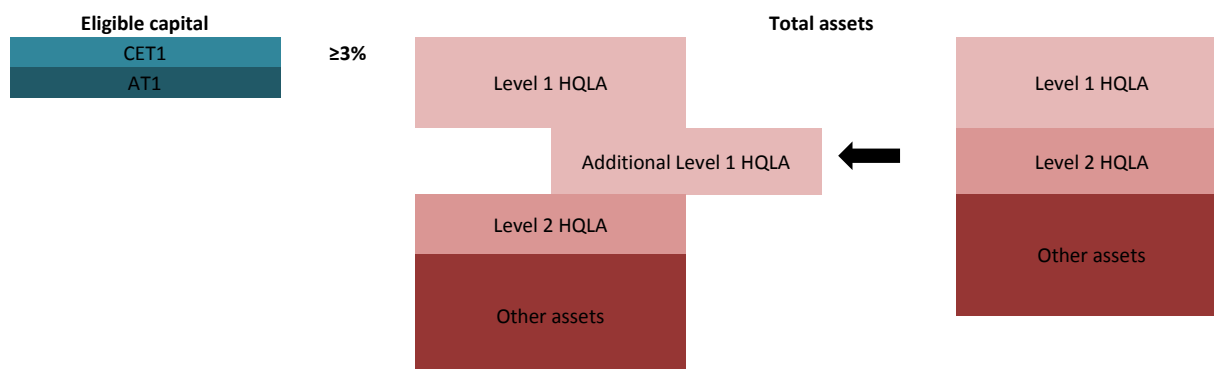 Eligible capital
Total assets
CET1
≥3%
AT1
Level 1 HQLA
Level 1 HQLA
Additional Level 1 HQLA
Level 2 HQLA
Level 2 HQLA
Other assets
Other assets